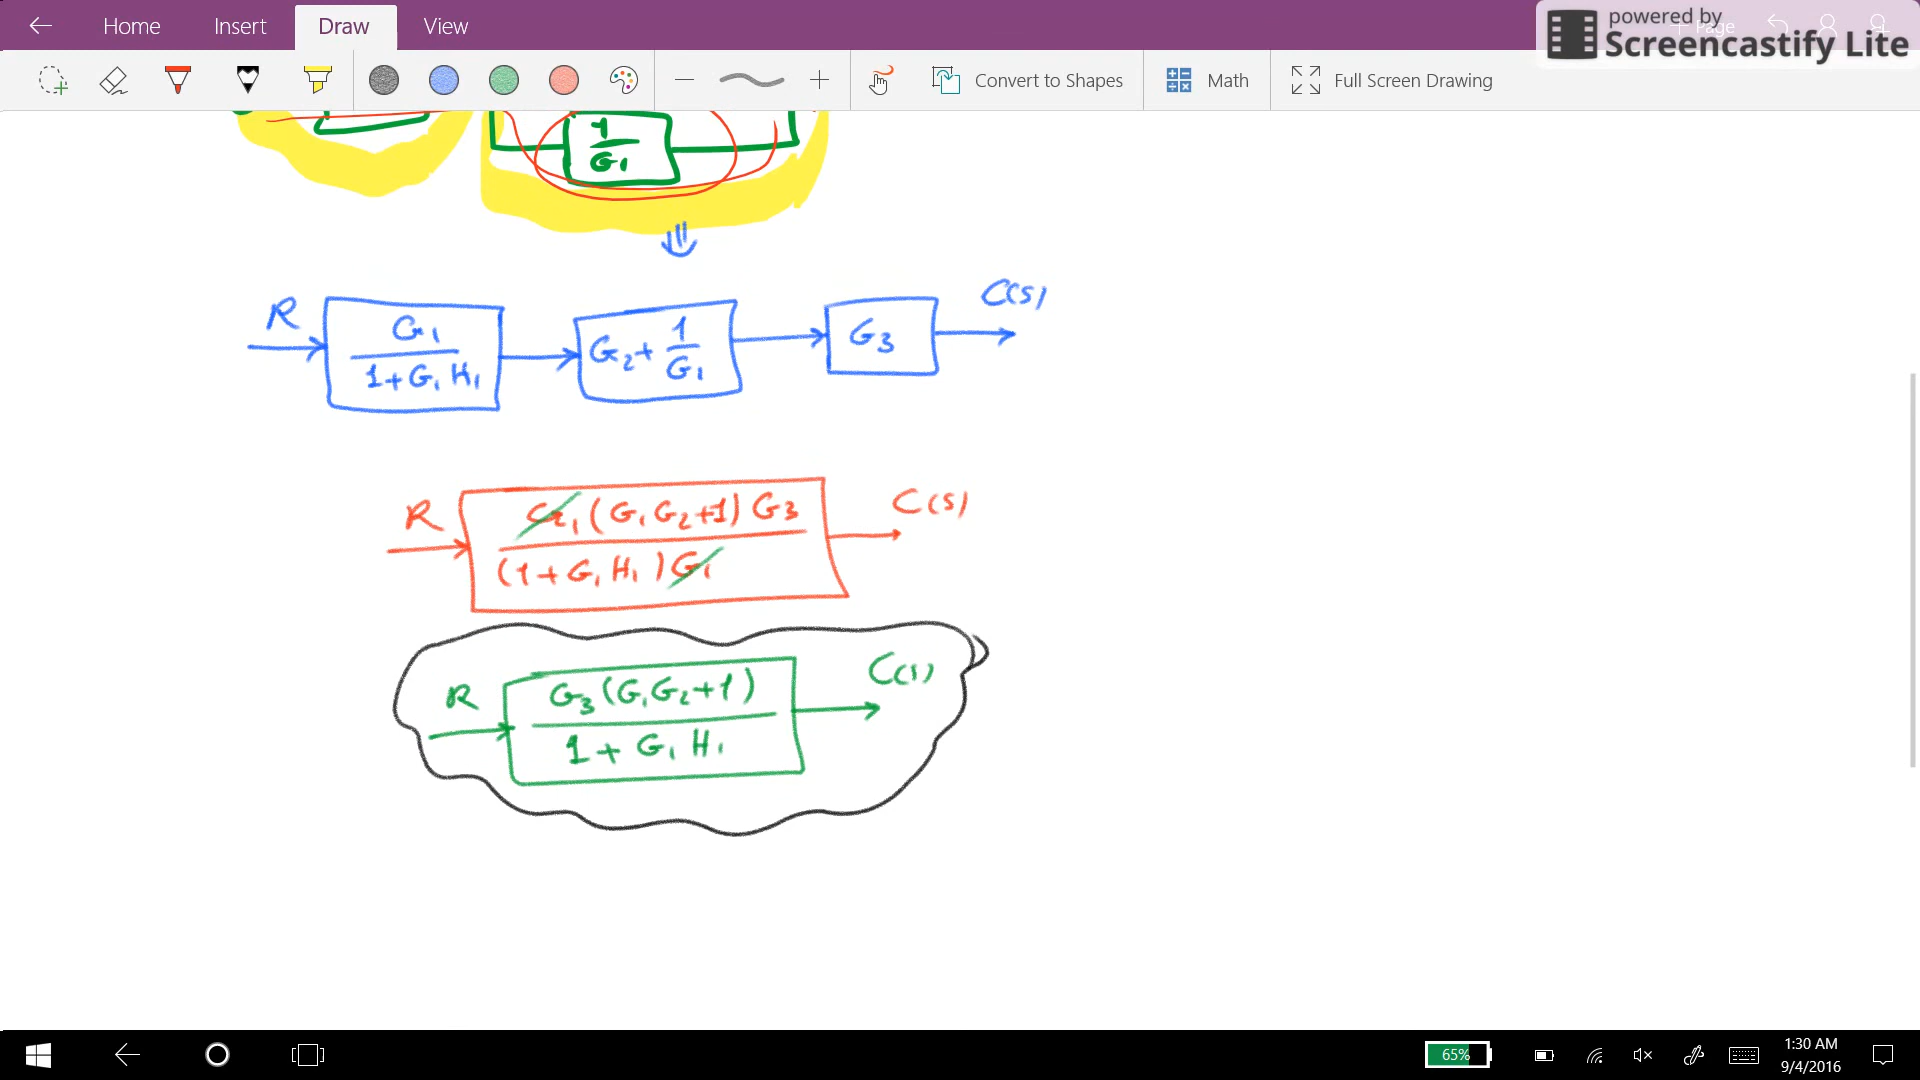 Home Insert Draw View
+ Page
powered by
Screencastify Lite
Convert to Shapes Math Full Screen Drawing
1
G₁
R G₁ G₂+ 1 G₃ C(s)
1+G₁H₁ G₁
R G₁(G₁G₂+1)G₃ C(s)
(1+G₁H₁)G₁
R G₃(G₁G₂+1) C(s)
1+G₁H₁
65% 1:30 AM
9/4/2016